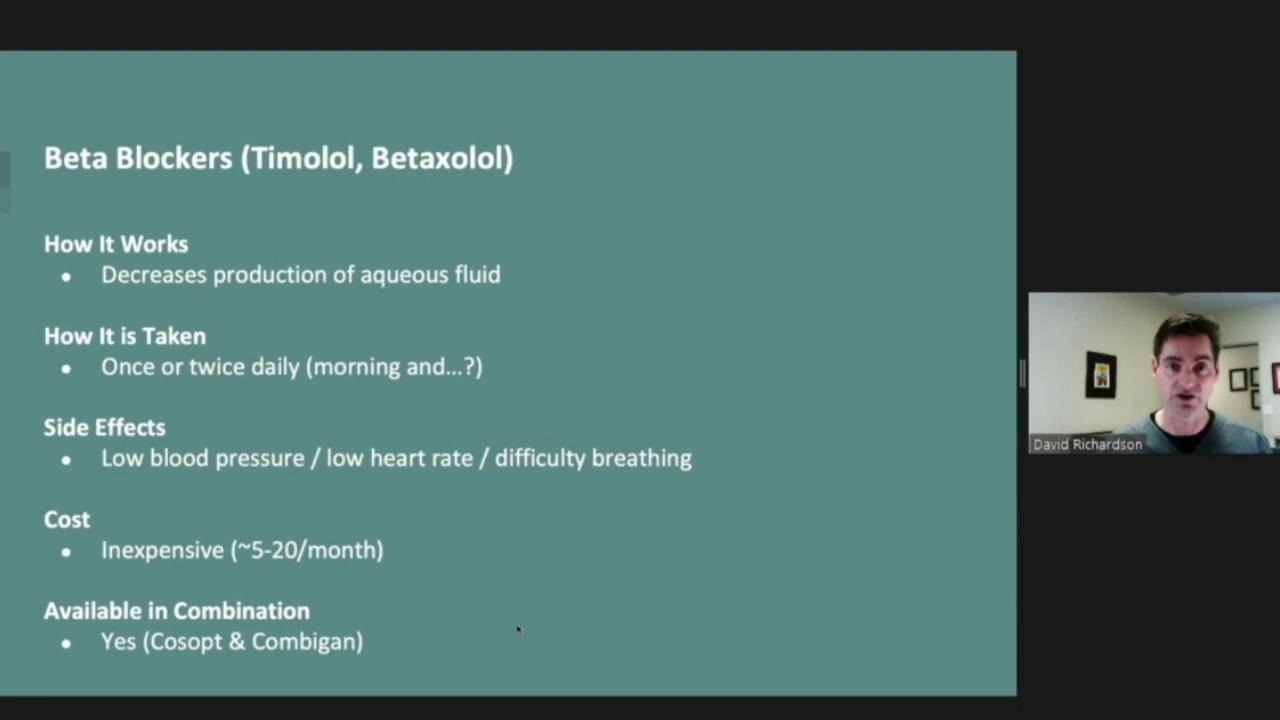 Beta Blockers (Timolol, Betaxolol)
How It Works
● Decreases production of aqueous fluid
How It is Taken
● Once or twice daily (morning and...?)
Side Effects
● Low blood pressure / low heart rate / difficulty breathing
Cost
● Inexpensive (~5-20/month)
Available in Combination
● Yes (Cosopt & Combigan)
David Richardson